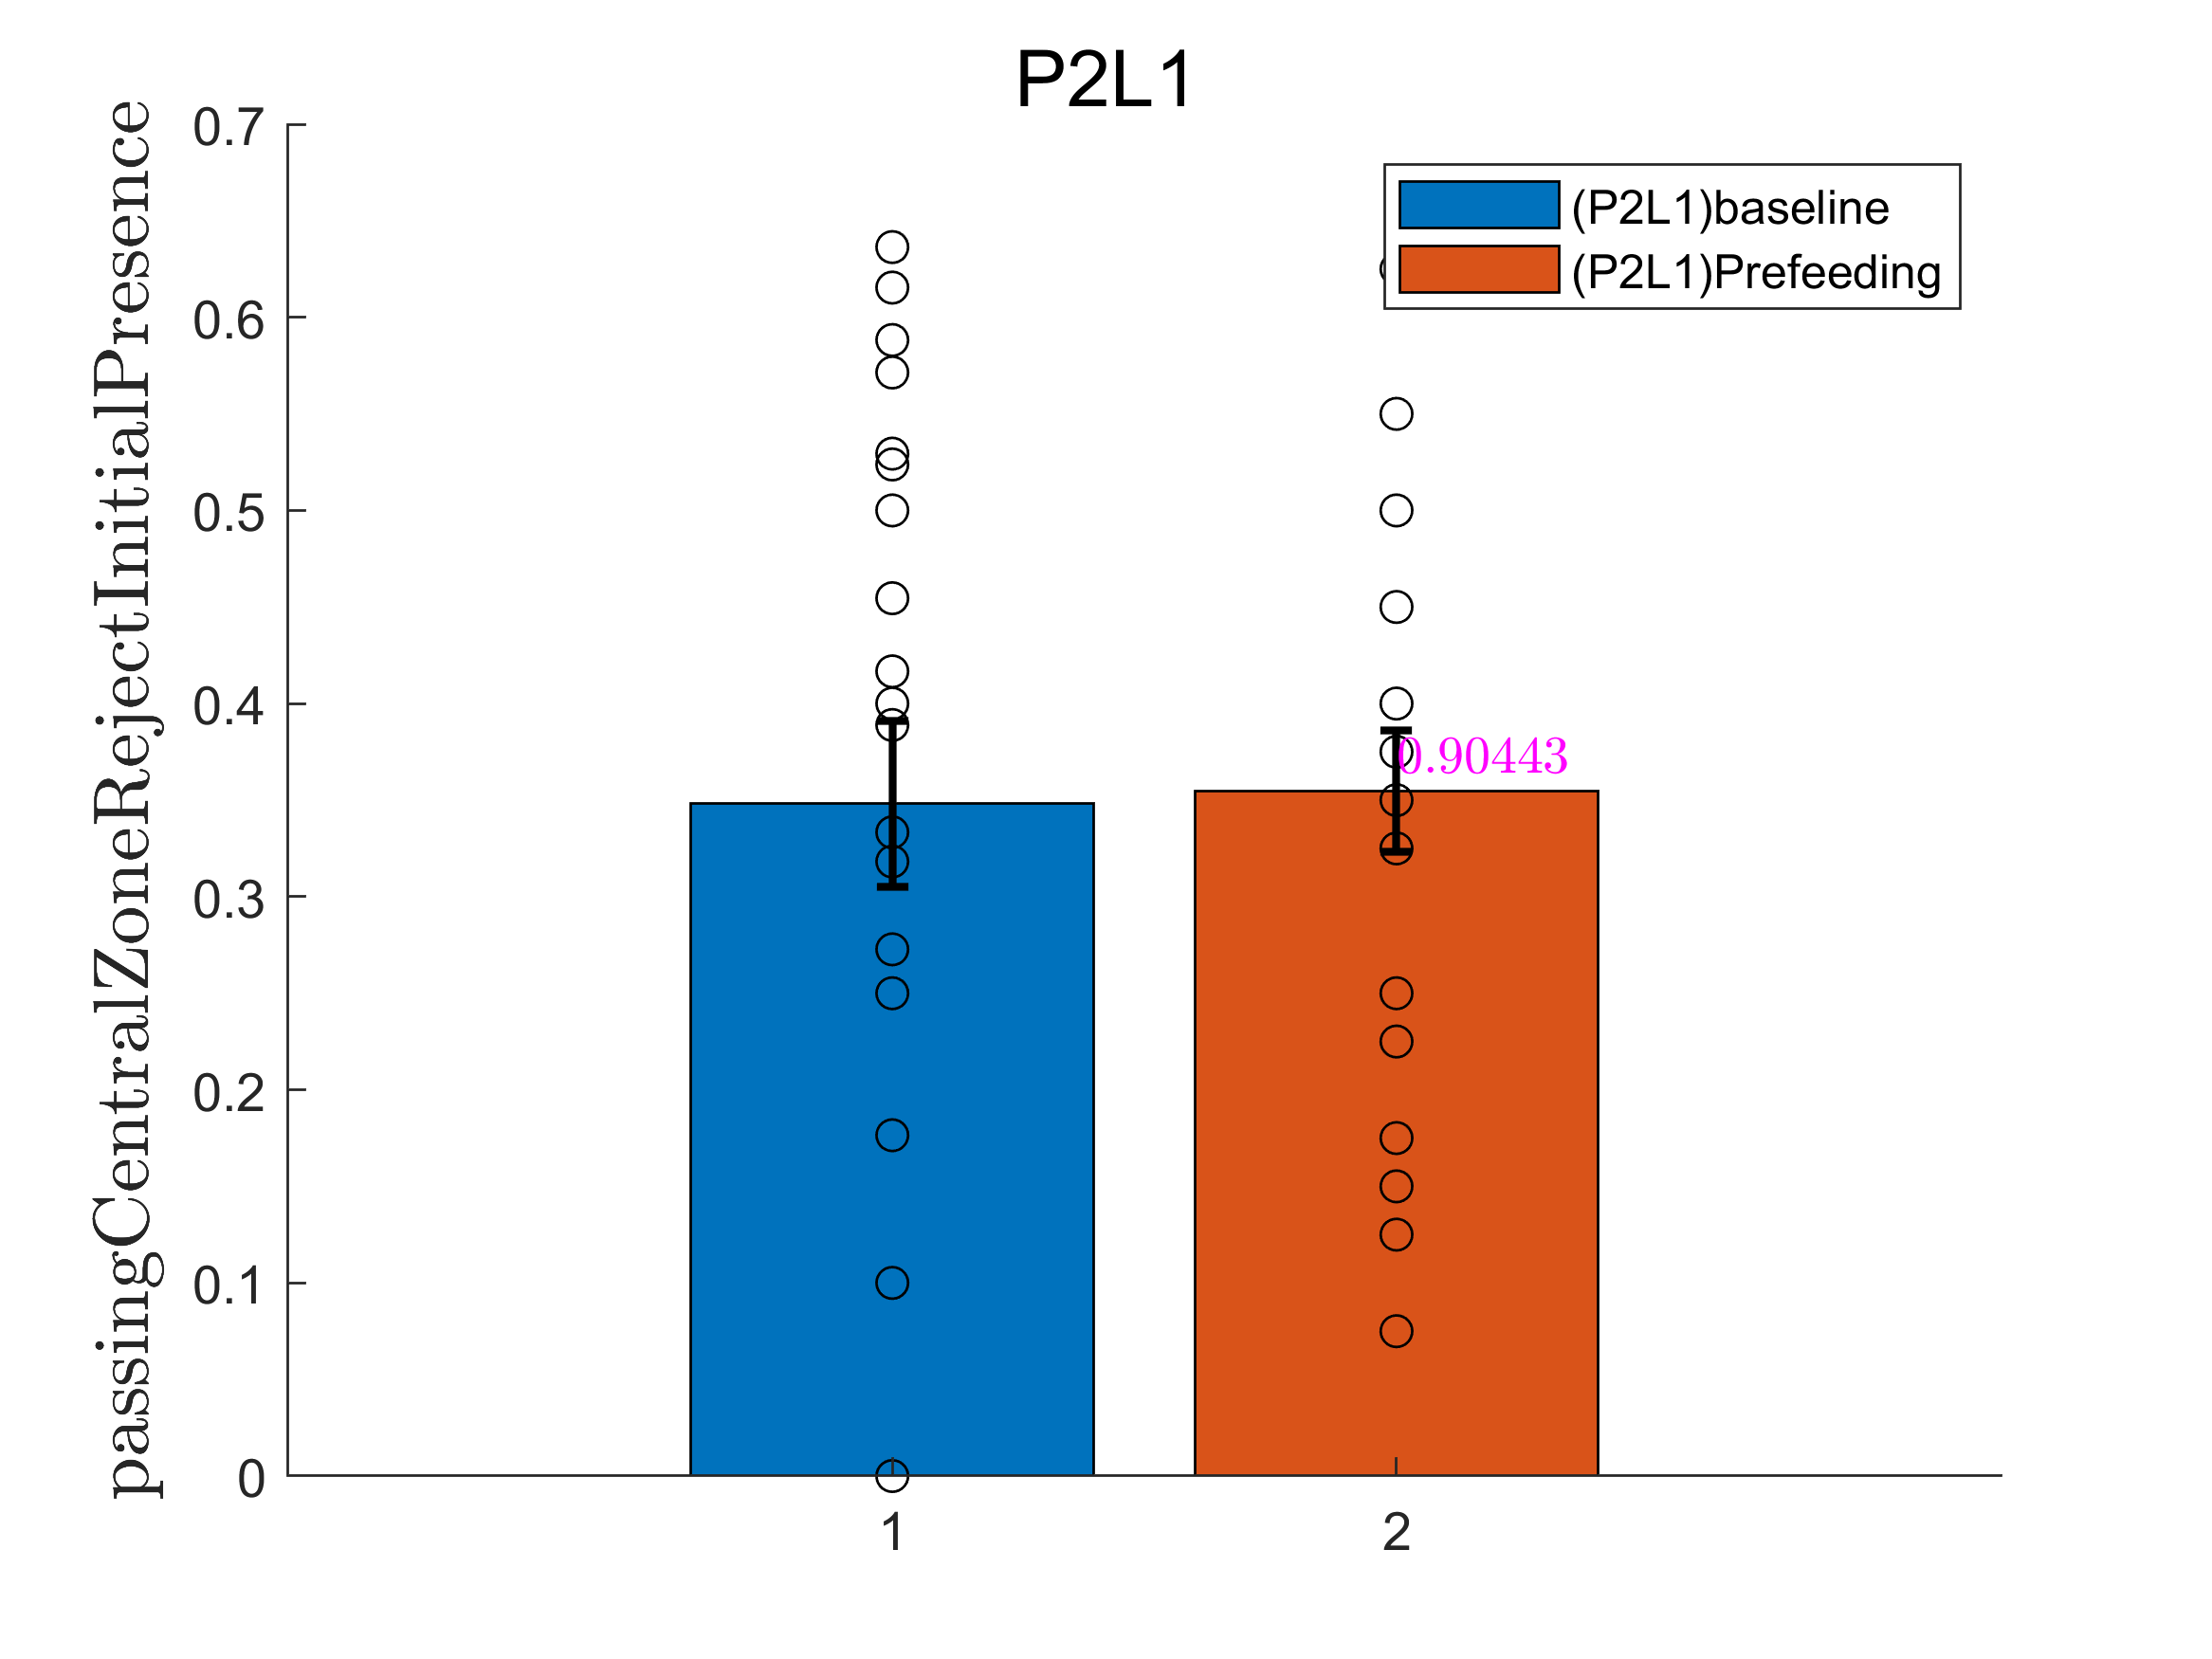 P2L1
passingCentralZoneRejectInitialPresence
0.7
0.6
0.5
0.4
0.3
0.2
0.1
0
(P2L1)baseline
(P2L1)Prefeeding
0.90443
1
2